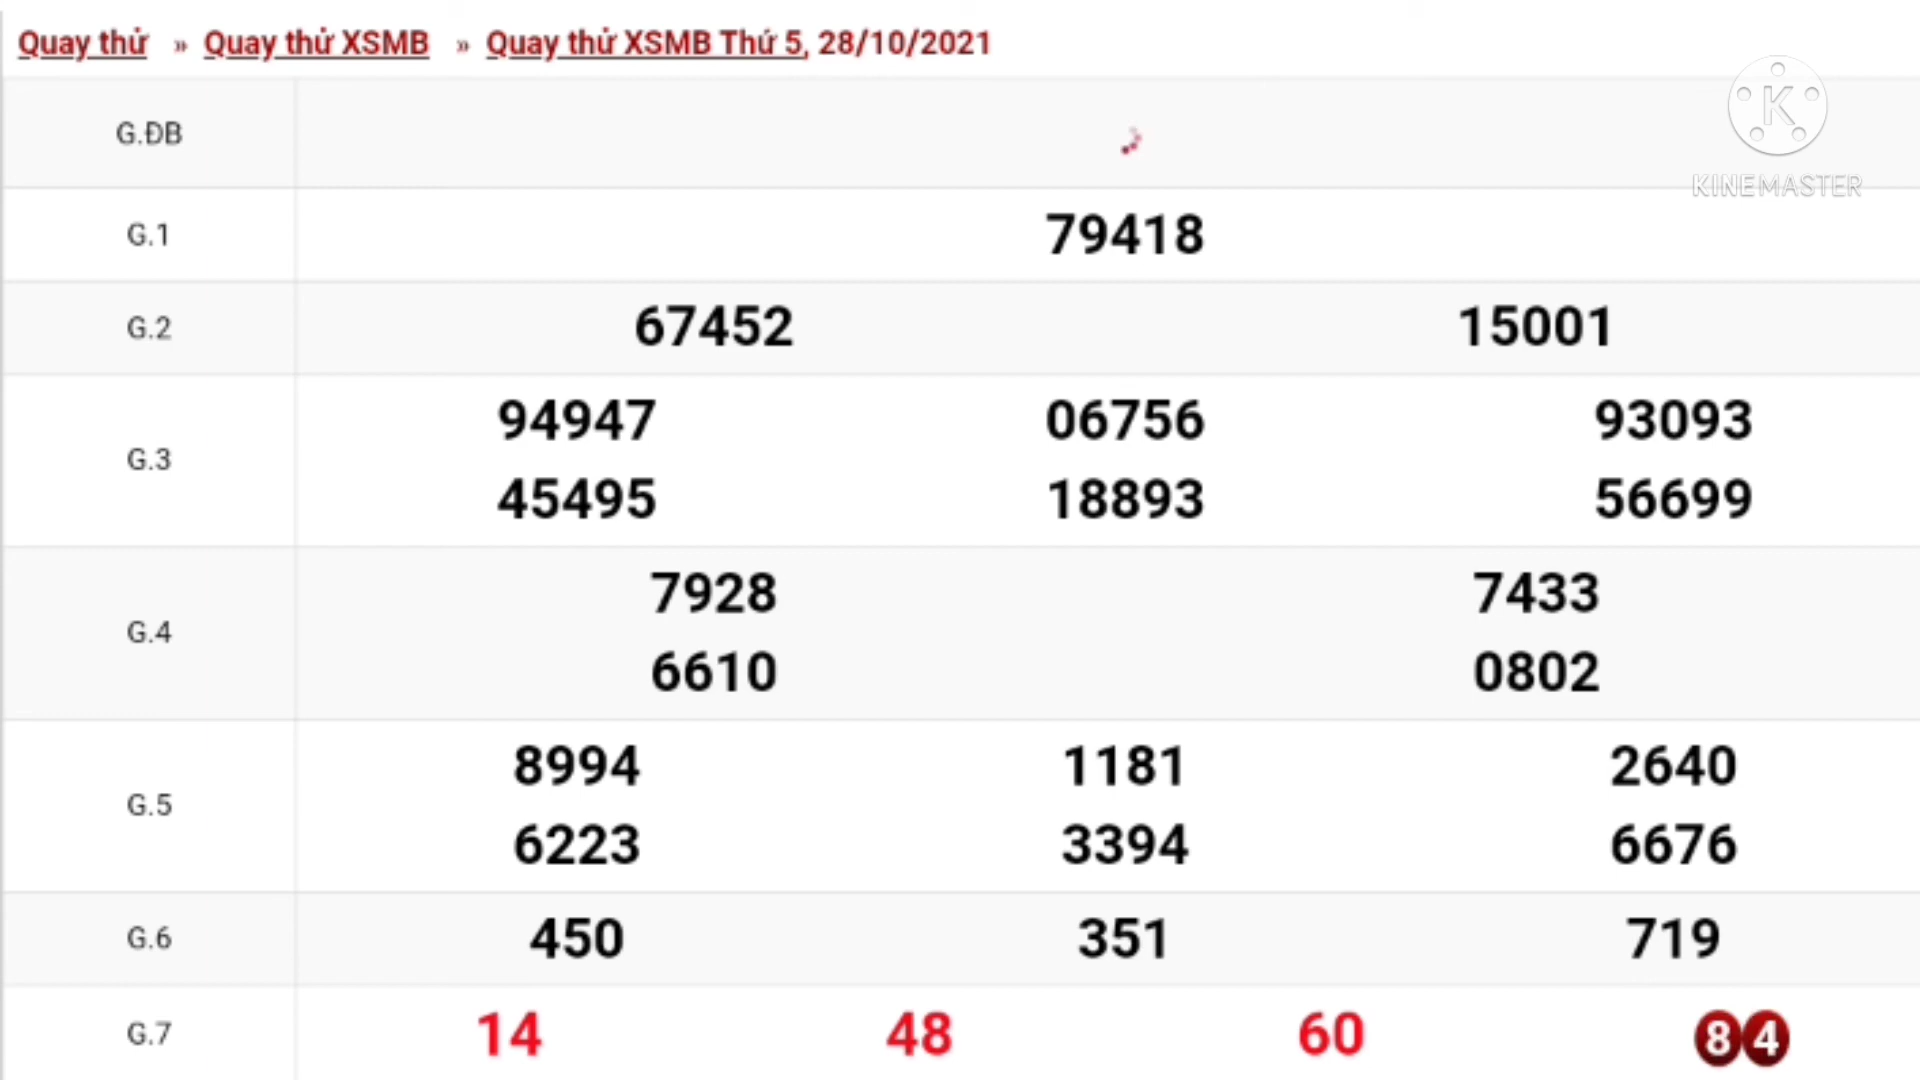 Quay thử » Quay thử XSMB » Quay thử XSMB Thứ 5, 28/10/2021
K
KINEMASTER
G.ĐB
G.1 79418
G.2 67452 15001
G.3
94947 06756 93093
45495 18893 56699
G.4
7928 7433
6610 0802
G.5
8994 1181 2640
6223 3394 6676
G.6 450 351 719
G.7 14 48 60 84